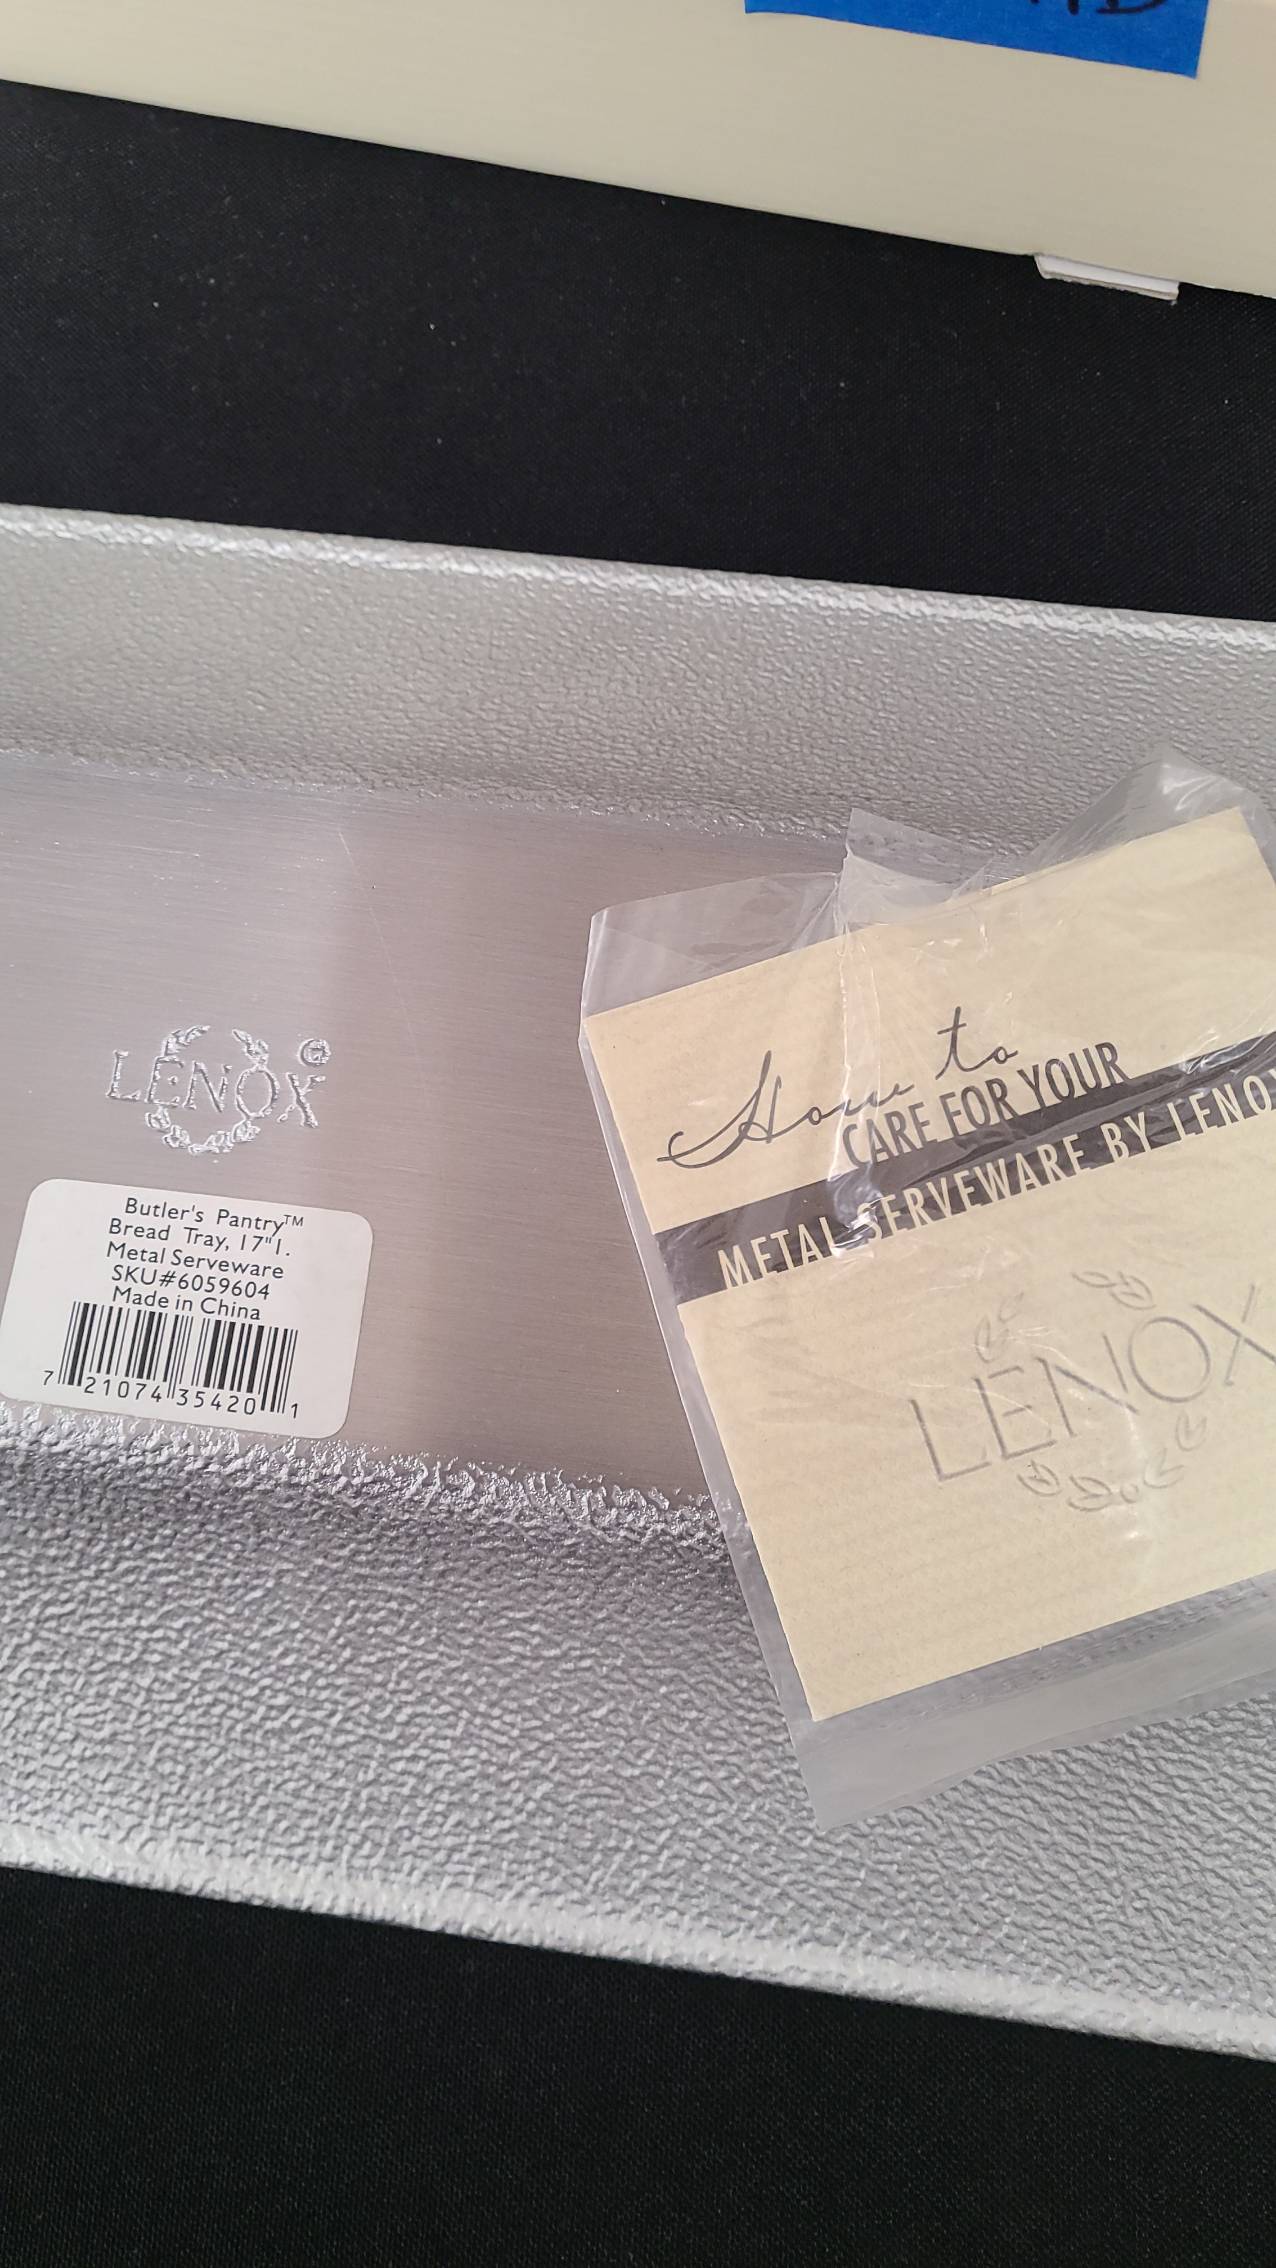 LENOX
Butler's Pantry™
Bread Tray, 17"l.
Metal Serveware
SKU#6059604
Made in China
7 21074 35420 1
How to
CARE FOR YOUR
METAL SERVEWARE BY LENOX
LENOX